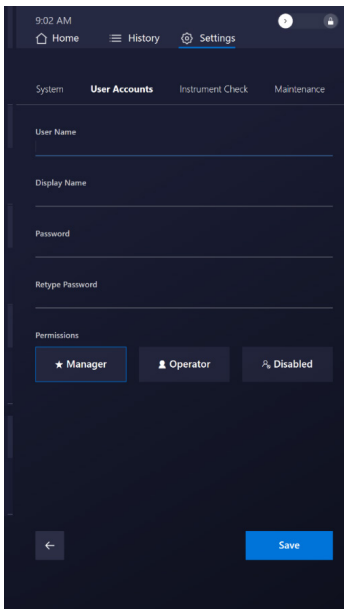 9:02 AM
Home History Settings
System User Accounts Instrument Check Maintenance
User Name
Display Name
Password
Retype Password
Permissions
Manager Operator Disabled
Save